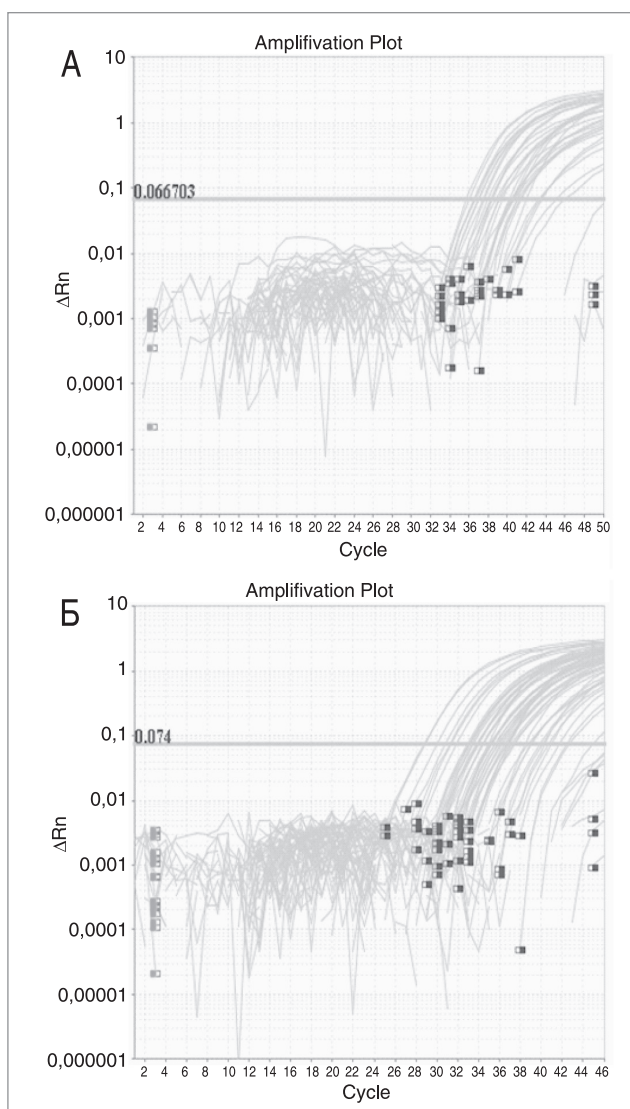 А
Amplifivation Plot
10
1
0,1
0.066703
0,01
0,001
0,0001
0,00001
0,000001
ΔRn
2 4 6 8 10 12 14 16 18 20 22 24 26 28 30 32 34 36 38 40 42 44 46 48 50
Cycle
Б
Amplifivation Plot
10
1
0,1
0.074
0,01
0,001
0,0001
0,00001
0,000001
ΔRn
2 4 6 8 10 12 14 16 18 20 22 24 26 28 30 32 34 36 38 40 42 44 46
Cycle